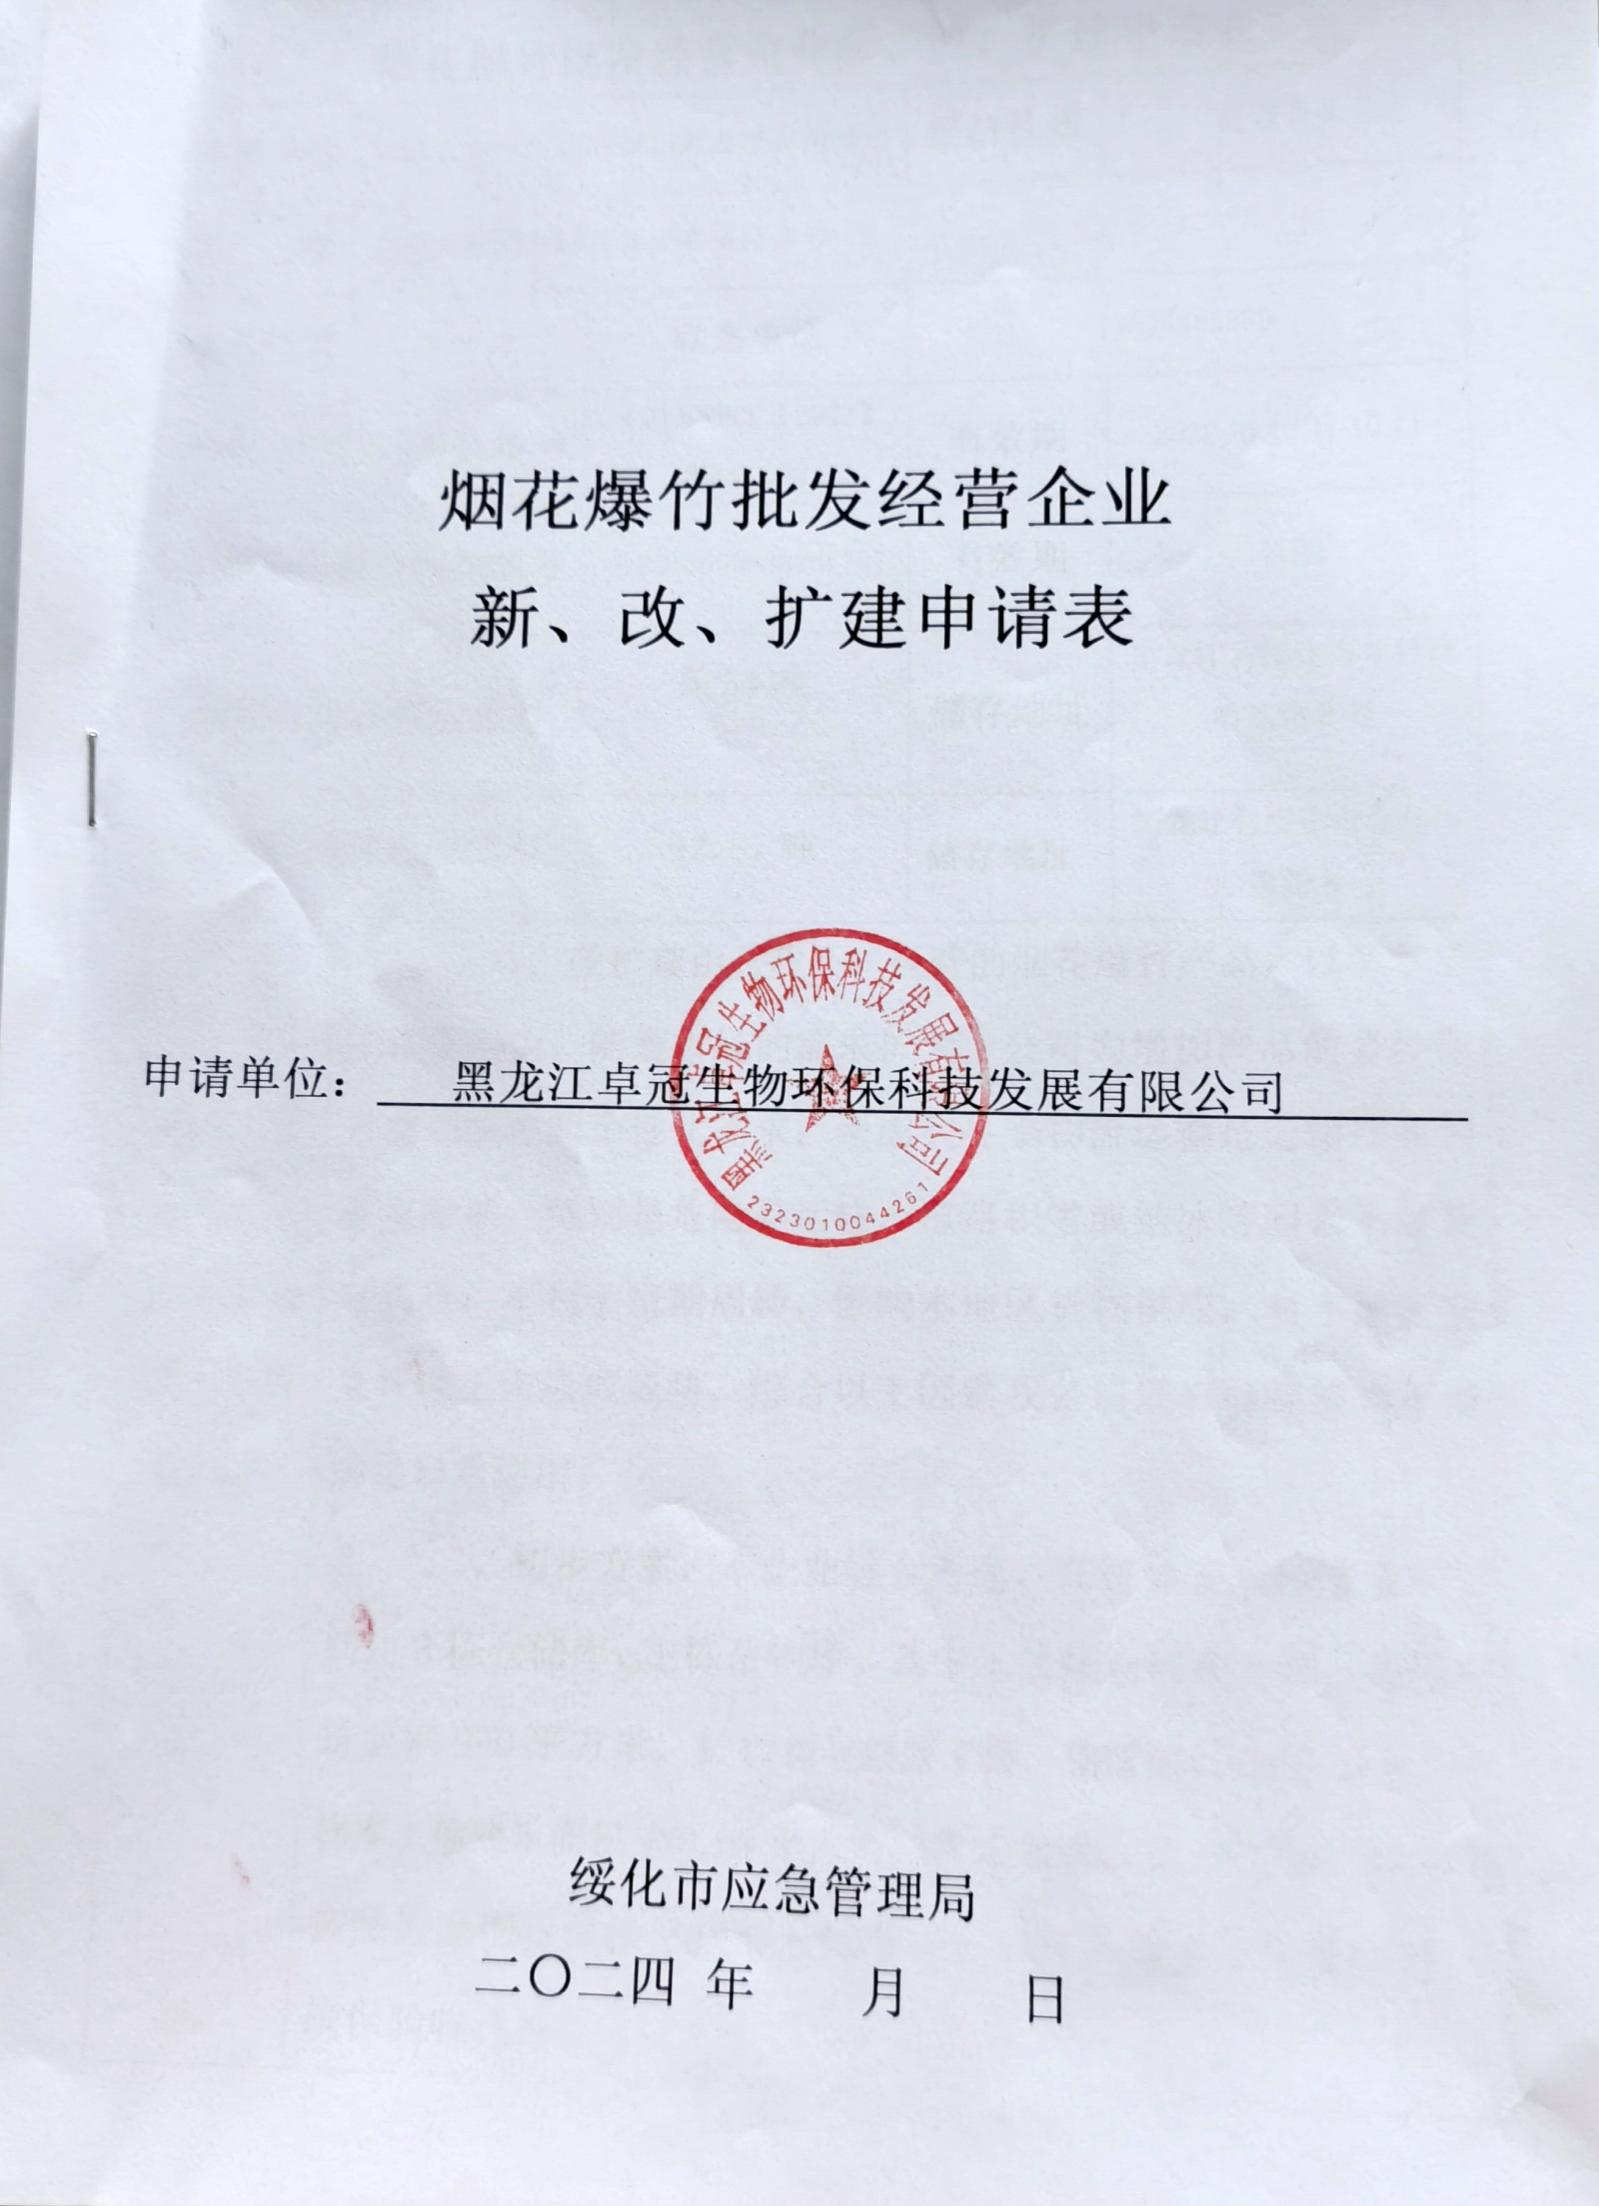 烟花爆竹批发经营企业
新、改、扩建申请表
申请单位：黑龙江卓冠生物环保科技发展有限公司
黑龙江卓冠生物环保科技发展有限公司
2323010044261
绥化市应急管理局
二〇二四 年 月 日